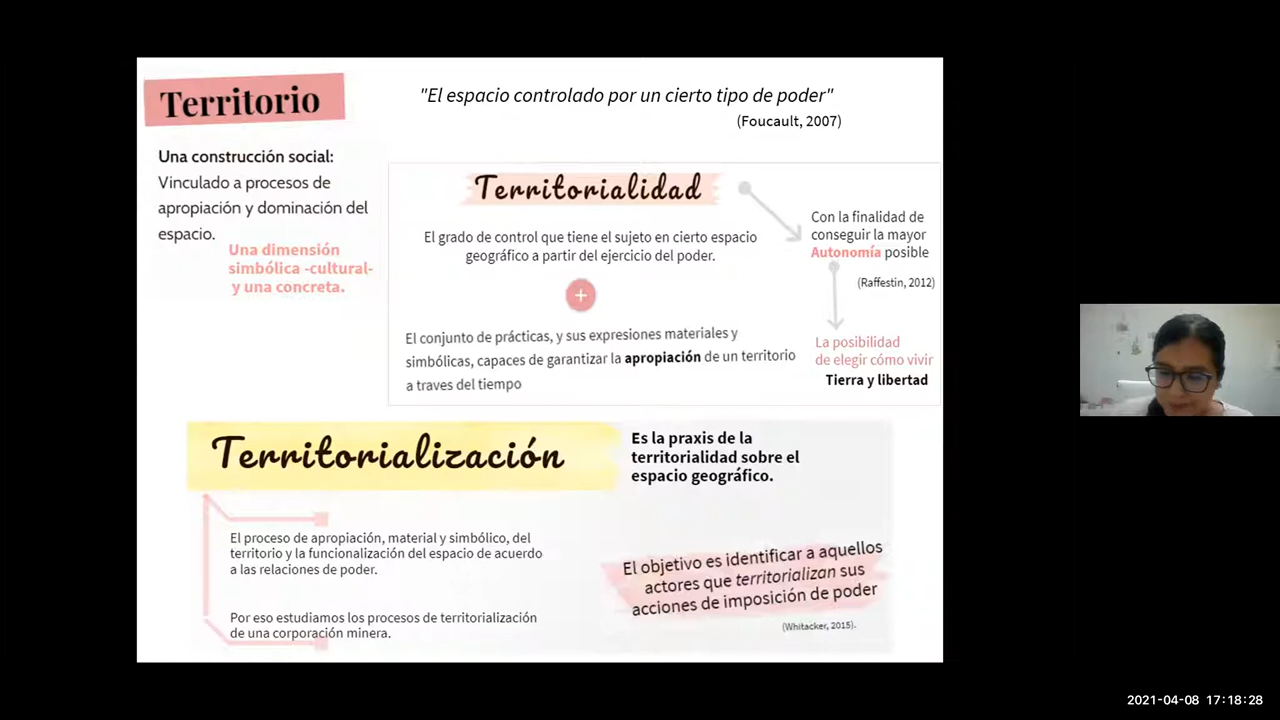 Territorio
"El espacio controlado por un cierto tipo de poder"
(Foucault, 2007)
Una construcción social:
Vinculado a procesos de
apropiación y dominación del
espacio.
Una dimensión
simbólica -cultural-
y una concreta.
Territorialidad
El grado de control que tiene el sujeto en cierto espacio
geográfico a partir del ejercicio del poder.
+
El conjunto de prácticas, y sus expresiones materiales y
simbólicas, capaces de garantizar la apropiación de un territorio
a traves del tiempo
Con la finalidad de
conseguir la mayor
Autonomía posible
(Raffestin, 2012)
La posibilidad
de elegir cómo vivir
Tierra y libertad
Territorialización
Es la praxis de la
territorialidad sobre el
espacio geográfico.
El proceso de apropiación, material y simbólico, del
territorio y la funcionalización del espacio de acuerdo
a las relaciones de poder.
Por eso estudiamos los procesos de territorialización
de una corporación minera.
El objetivo es identificar a aquellos
actores que territorializan sus
acciones de imposición de poder
(Whitacker, 2015).
2021-04-08 17:18:28